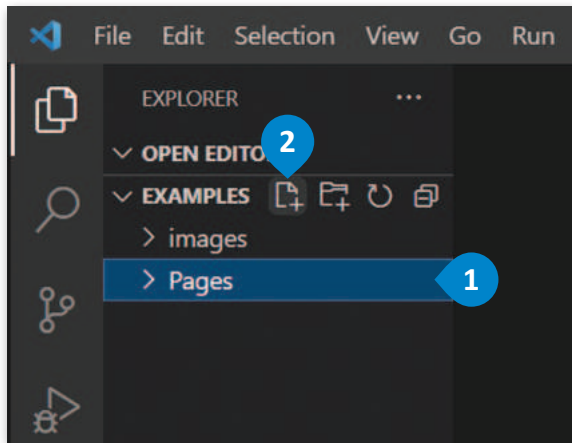 File Edit Selection View Go Run
EXPLORER ...
2
OPEN EDITO
EXAMPLES
images
Pages 1